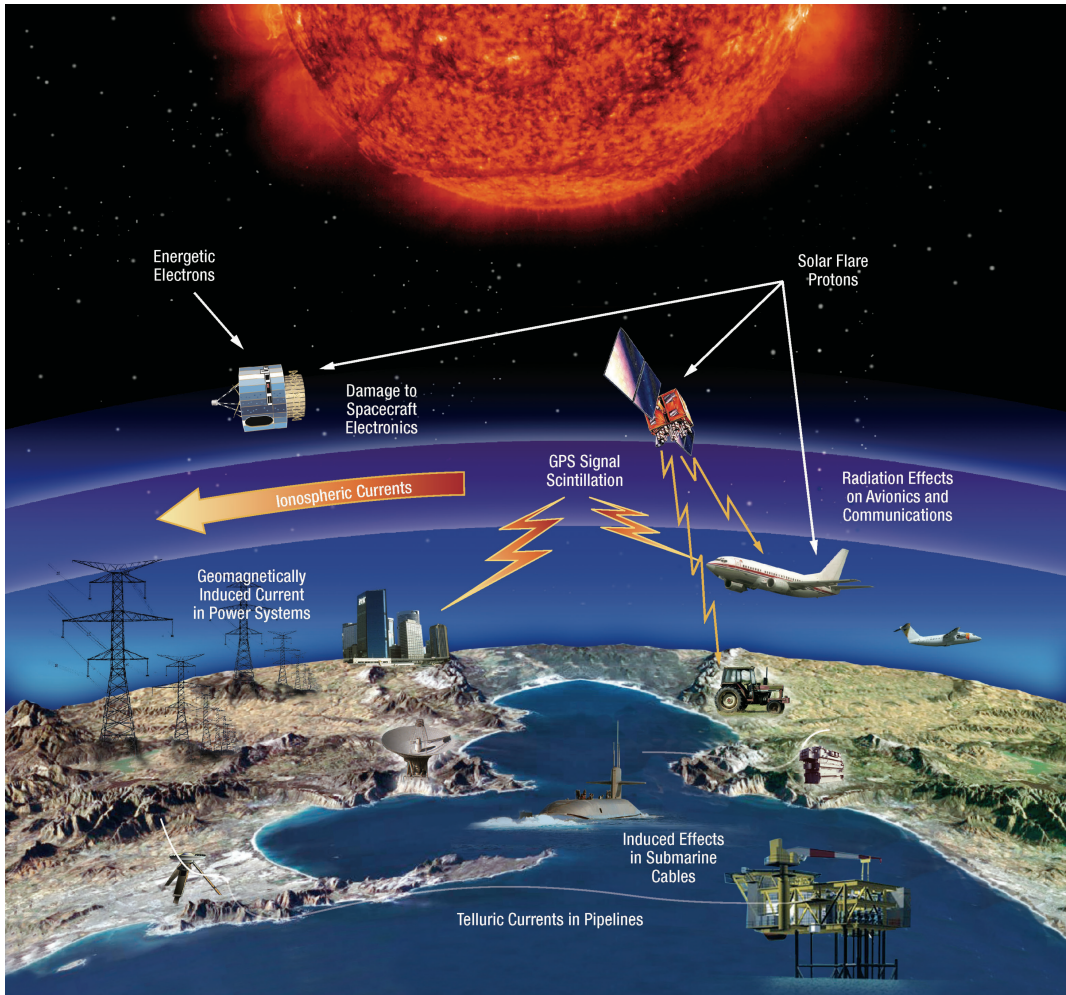 Energetic
Electrons
Solar Flare
Protons
Damage to
Spacecraft
Electronics
GPS Signal
Scintillation
Radiation Effects
on Avionics and
Communications
Ionospheric Currents
Geomagnetically
Induced Current
in Power Systems
Induced Effects
in Submarine
Cables
Telluric Currents in Pipelines